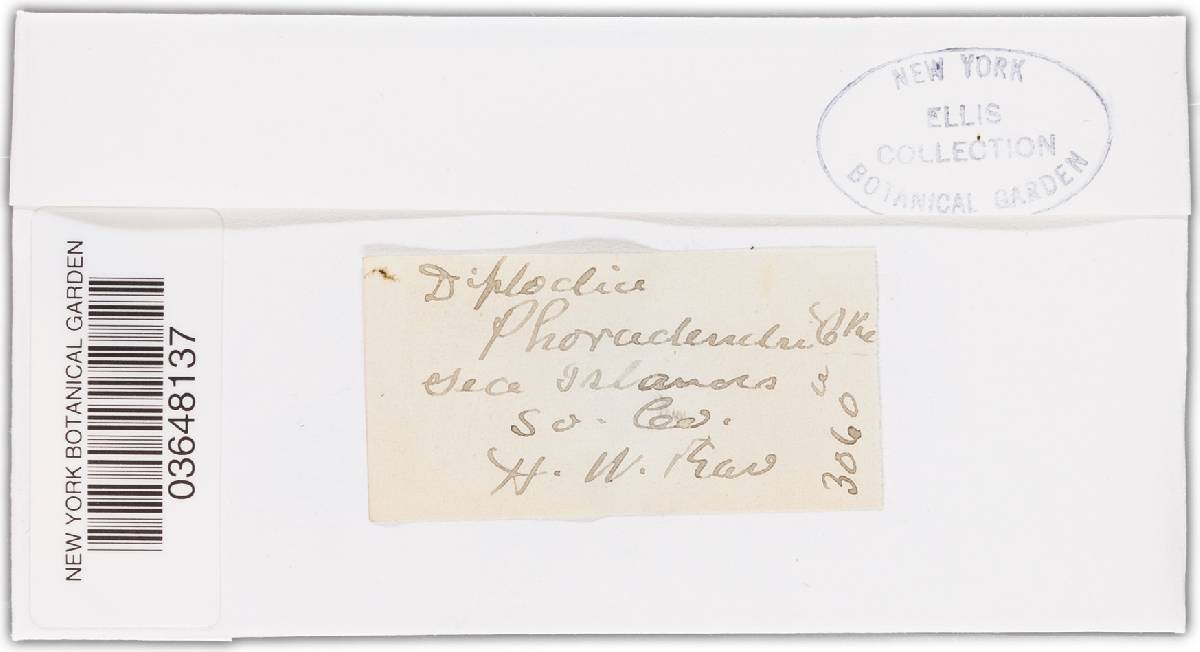 NEW YORK
ELLIS
COLLECTION
BOTANICAL GARDEN
NEW YORK BOTANICAL GARDEN
03648137
Diplodia
Phoradendri Cke
Sea Islands
So. Ca.
H. W. Rav
3060 a